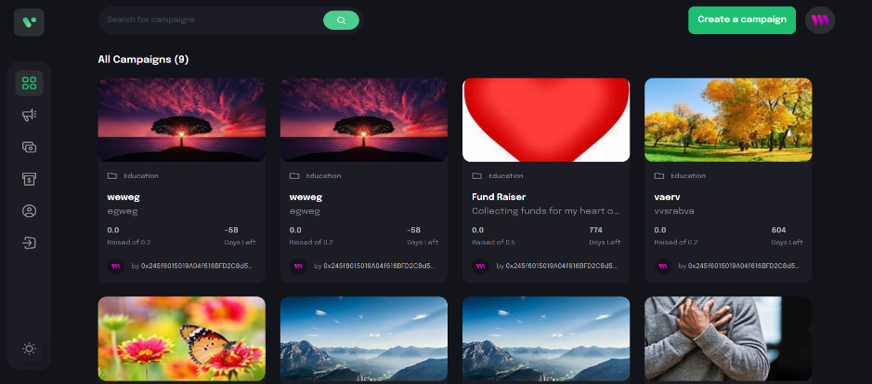 Search for campaigns
Create a campaign
All Campaigns (9)
Education
weweg
egweg
0.0
-58
Raised of 0.2
Days Left
by 0x245f6015019A04f616BFD2C8d5...
Education
weweg
egweg
0.0
-58
Raised of 0.2
Days Left
by 0x245f6015019A04f616BFD2C8d5...
Education
Fund Raiser
Collecting funds for my heart o...
0.0
774
Raised of 0.5
Days Left
by 0x245f6015019A04f616BFD2C8d5...
Education
vaerv
vvsrabva
0.0
604
Raised of 0.2
Days Left
by 0x245f6015019A04f616BFD2C8d5...